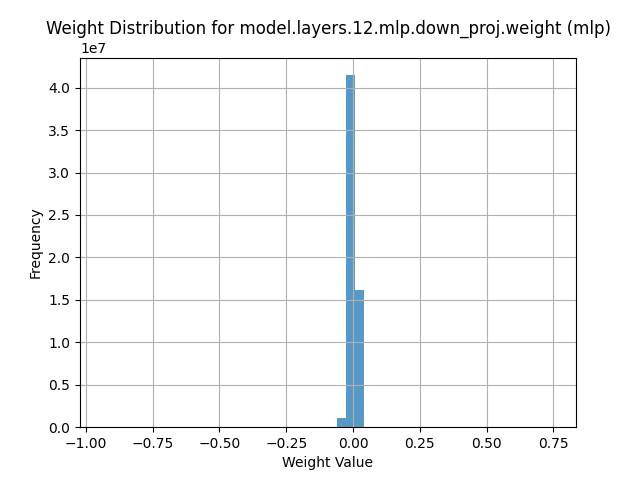 Weight Distribution for model.layers.12.mlp.down_proj.weight (mlp)
1e7
4.0
3.5
3.0
2.5
2.0
1.5
1.0
0.5
0.0
Frequency
−1.00 −0.75 −0.50 −0.25 0.00 0.25 0.50 0.75
Weight Value